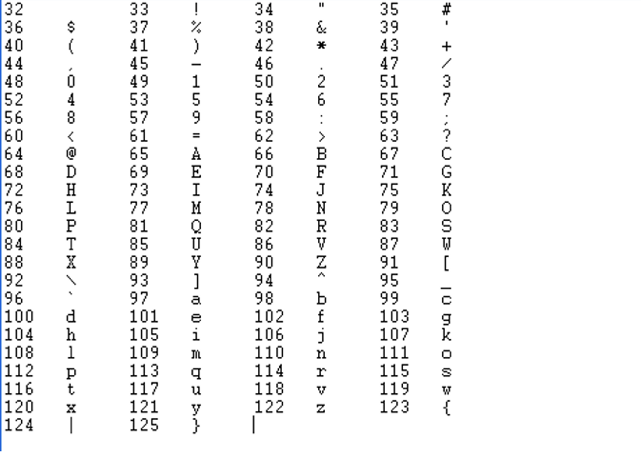 32 33 ! 34 " 35 #
36 $ 37 % 38 & 39 '
40 ( 41 ) 42 * 43 +
44 , 45 - 46 . 47 /
48 0 49 1 50 2 51 3
52 4 53 5 54 6 55 7
56 8 57 9 58 : 59 ;
60 < 61 = 62 > 63 ?
64 @ 65 A 66 B 67 C
68 D 69 E 70 F 71 G
72 H 73 I 74 J 75 K
76 L 77 M 78 N 79 O
80 P 81 Q 82 R 83 S
84 T 85 U 86 V 87 W
88 X 89 Y 90 Z 91 [
92 \ 93 ] 94 ^ 95 _
96 ` 97 a 98 b 99 c
100 d 101 e 102 f 103 g
104 h 105 i 106 j 107 k
108 l 109 m 110 n 111 o
112 p 113 q 114 r 115 s
116 t 117 u 118 v 119 w
120 x 121 y 122 z 123 {
124 | 125 }